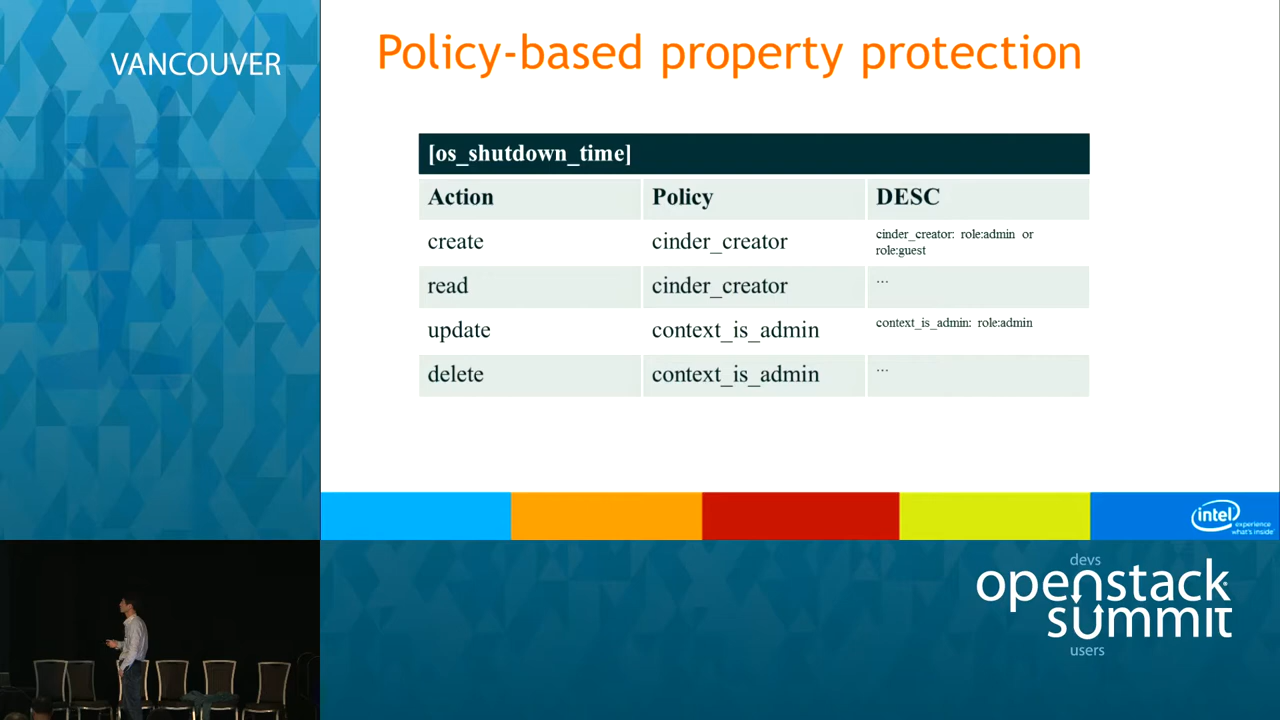 VANCOUVER
Policy-based property protection
[os_shutdown_time]
Action Policy DESC
create cinder_creator cinder_creator: role:admin or
role:guest
read cinder_creator ...
update context_is_admin context_is_admin: role:admin
delete context_is_admin ...
intel experience
what's inside
devs
openstack
summit
users